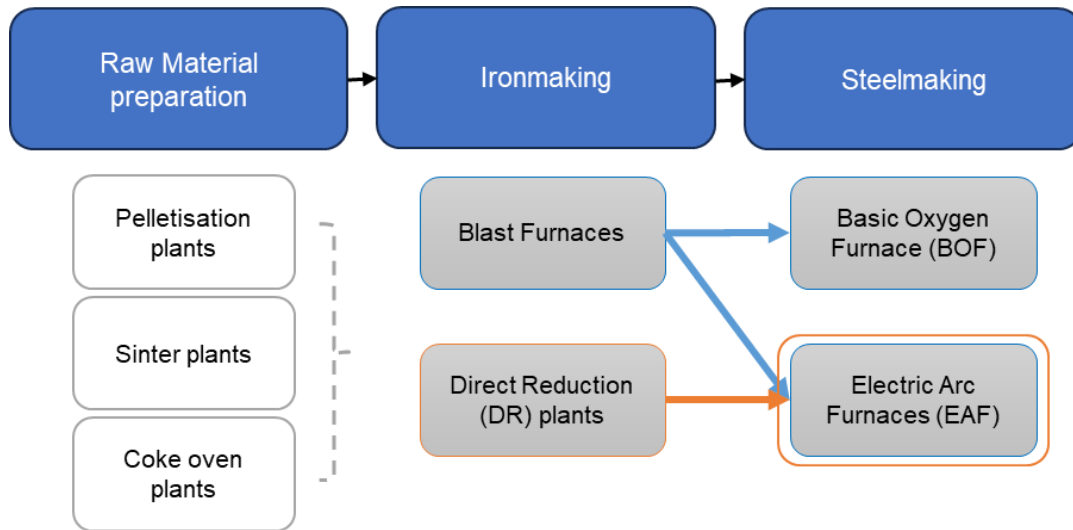 Raw Material
preparation
Ironmaking
Steelmaking
Pelletisation
plants
Sinter plants
Coke oven
plants
Blast Furnaces
Direct Reduction
(DR) plants
Basic Oxygen
Furnace (BOF)
Electric Arc
Furnaces (EAF)